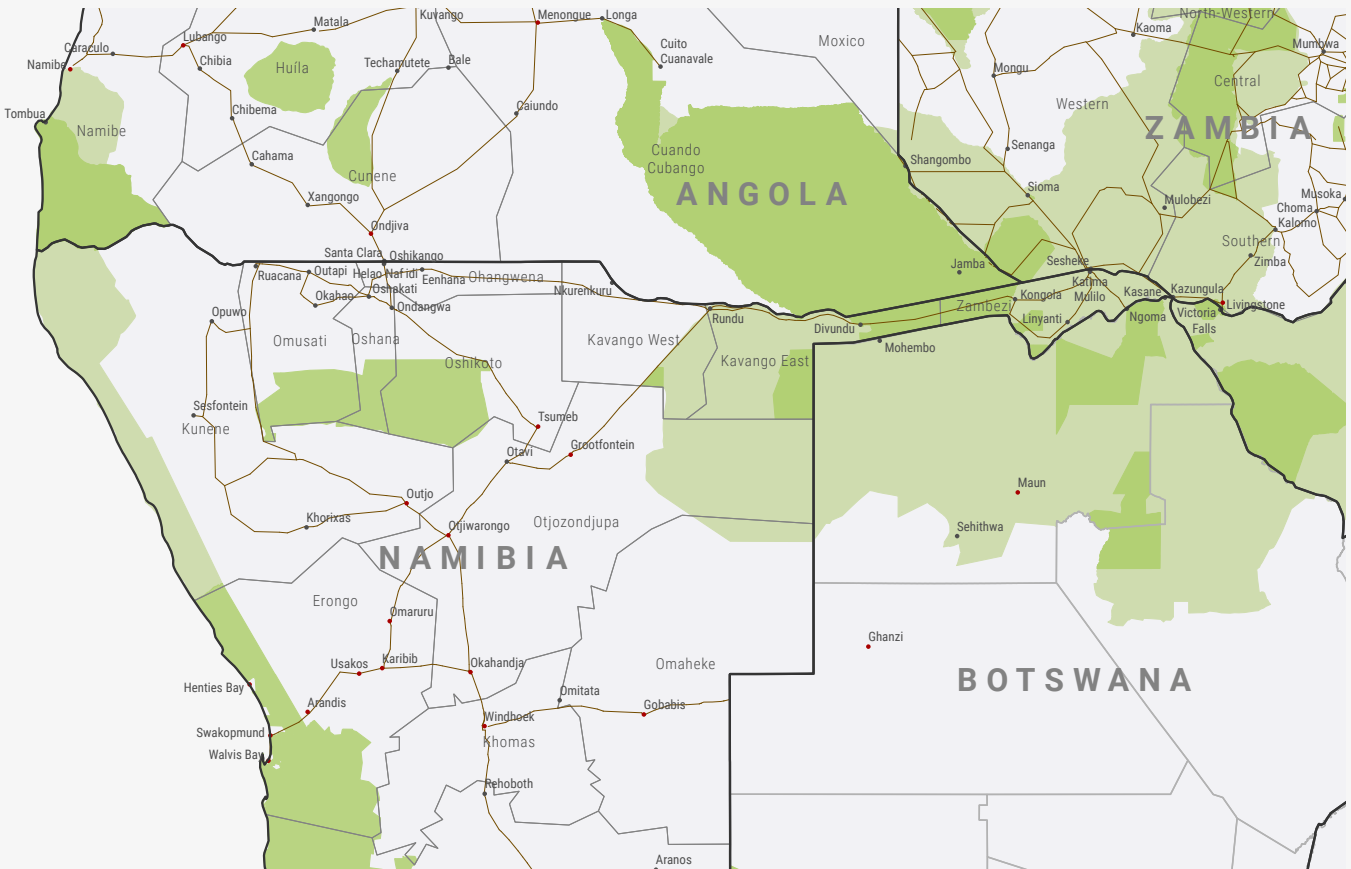 Matala
Kuvango
Menongue
Longa
North-Western
Kaoma
Lubango
Caraculo
Chibia
Namibe
Huíla
Techamutete
Bale
Cuito
Cuanavale
Moxico
Mumbwa
Mongu
Central
Tombua
Namibe
Chibema
Caiundo
Western
ZAMBIA
Cahama
Cunene
Cuando
Cubango
Senanga
Shangombo
Xangongo
ANGOLA
Sioma
Mulobezi
Musoka
Choma
Kalomo
Ondjiva
Southern
Santa Clara
Oshikango
Zimba
Jamba
Sesheke
Ruacana
Outapi
Helao Nafidi
Eenhana
Ohangwena
Nkurenkuru
Okahao
Oshakati
Ondangwa
Katima
Mulilo
Kasane
Kazungula
Kongola
Zambezi
Livingstone
Opuwo
Rundu
Divundu
Linyanti
Ngoma
Victoria
Falls
Omusati
Oshana
Kavango West
Mohembo
Oshikoto
Kavango East
Sesfontein
Kunene
Tsumeb
Grootfontein
Otavi
Maun
Outjo
Khorixas
Otjiwarongo
Otjozondjupa
Sehithwa
NAMIBIA
Erongo
Omaruru
Ghanzi
Usakos
Karibib
Okahandja
Omaheke
BOTSWANA
Henties Bay
Omitata
Arandis
Gobabis
Windhoek
Swakopmund
Khomas
Walvis Bay
Rehoboth
Aranos